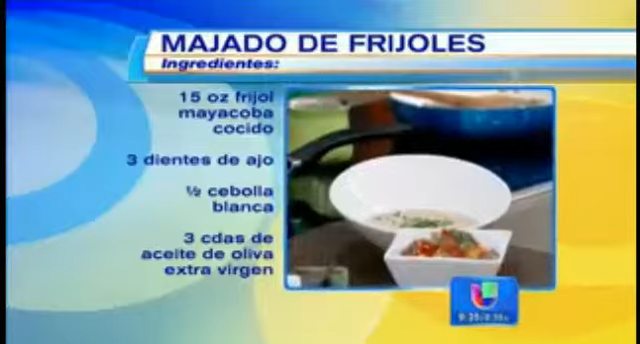 MAJADO DE FRIJOLES
Ingredientes:
15 oz frijol
mayacoba
cocido
3 dientes de ajo
½ cebolla
blanca
3 cdas de
aceite de oliva
extra virgen